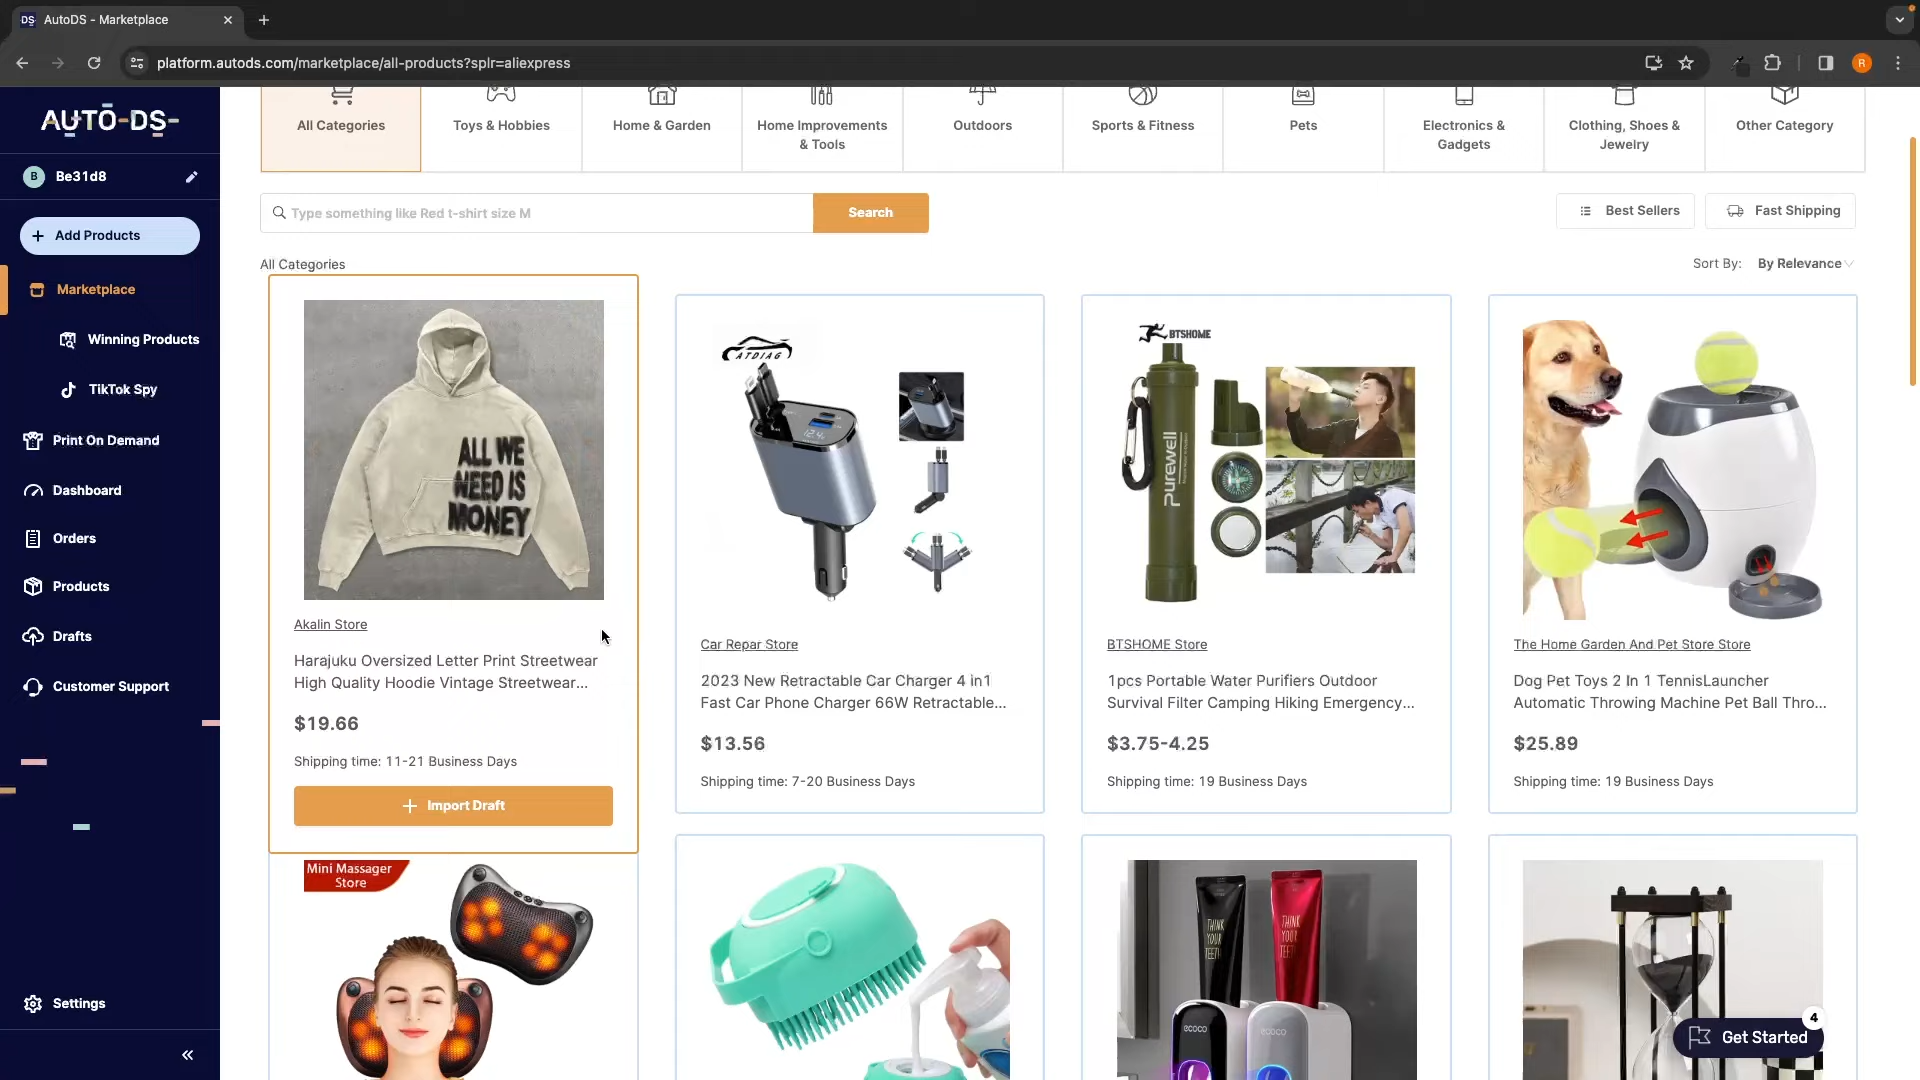 AutoDS - Marketplace
platform.autods.com/marketplace/all-products?splr=aliexpress
R
AUTO-DS-
B
Be31d8
Add Products
Marketplace
Winning Products
TikTok Spy
Print On Demand
Dashboard
Orders
Products
Drafts
Customer Support
Settings
All Categories
Toys & Hobbies
Home & Garden
Home Improvements
& Tools
Outdoors
Sports & Fitness
Pets
Electronics &
Gadgets
Clothing, Shoes &
Jewelry
Other Category
Type something like Red t-shirt size M
Search
Best Sellers
Fast Shipping
All Categories
Sort By: By Relevance
ALL WE
NEED IS
MONEY
Akalin Store
Harajuku Oversized Letter Print Streetwear
High Quality Hoodie Vintage Streetwear...
$19.66
Shipping time: 11-21 Business Days
Import Draft
ATDIAG
Car Repar Store
2023 New Retractable Car Charger 4 in1
Fast Car Phone Charger 66W Retractable...
$13.56
Shipping time: 7-20 Business Days
BTSHOME
Purewell
BTSHOME Store
1pcs Portable Water Purifiers Outdoor
Survival Filter Camping Hiking Emergency...
$3.75-4.25
Shipping time: 19 Business Days
The Home Garden And Pet Store Store
Dog Pet Toys 2 In 1 TennisLauncher
Automatic Throwing Machine Pet Ball Thro...
$25.89
Shipping time: 19 Business Days
Mini Massager
Store
THINK
YOUR
TEETH
THINK
YOUR
TEETH
ecoco
ecoco
4
Get Started